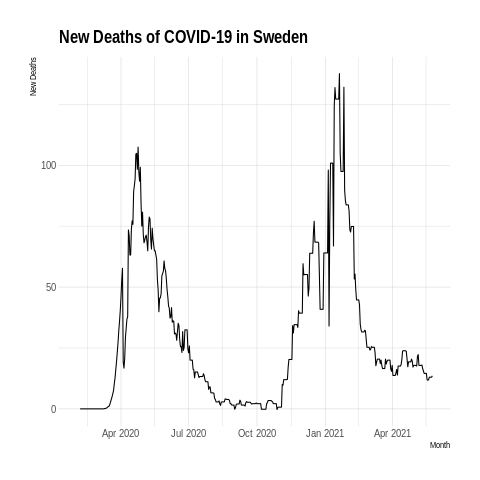 New Deaths of COVID-19 in Sweden
New Deaths
100
50
0
Apr 2020 Jul 2020 Oct 2020 Jan 2021 Apr 2021
Month